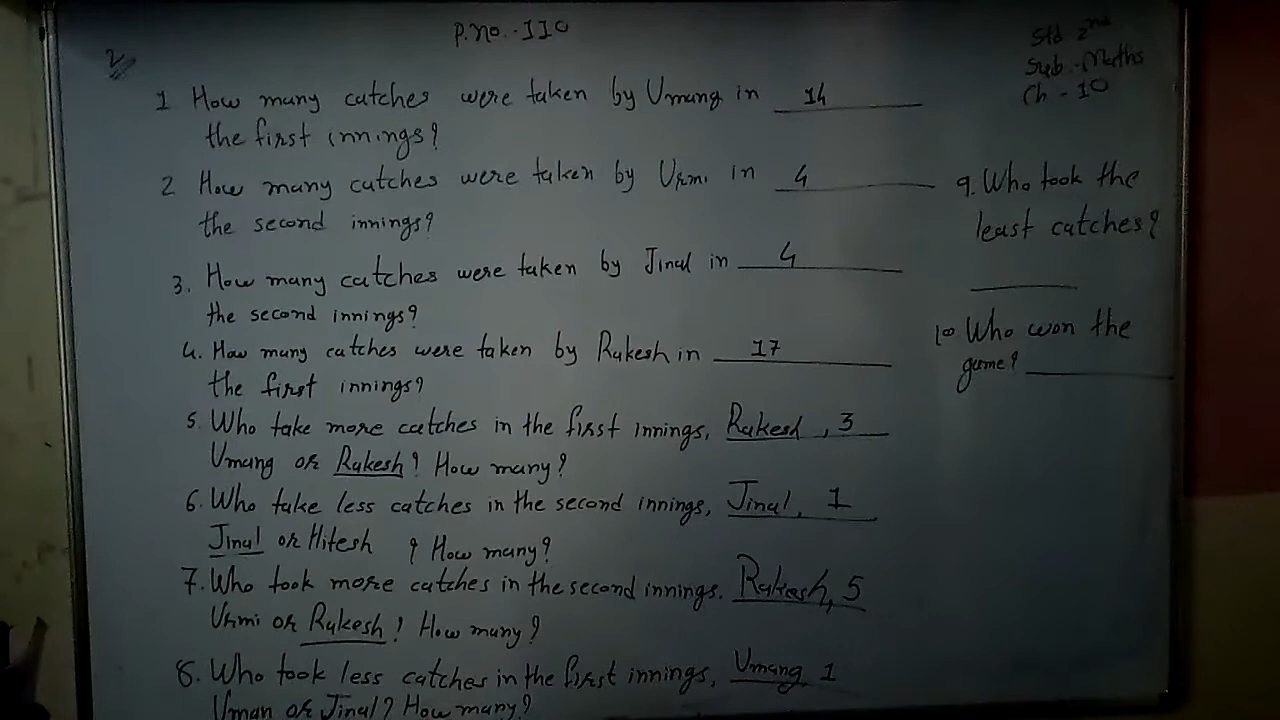 P.no.-110
Std 2nd
Sub.-Maths
Ch - 10
2
1 How many catches were taken by Umang in 14
the first innings?
2 How many catches were taken by Urmi in 4
the second innings?
3. How many catches were taken by Jinal in 4
the second innings?
4. How many catches were taken by Rakesh in 17
the first innings?
5. Who take more catches in the first innings, Rakesh, 3
Umang or Rakesh? How many?
6. Who take less catches in the second innings, Jinal, 1
Jinal or Hitesh ? How many?
7. Who took more catches in the second innings. Rakesh, 5
Urmi or Rakesh! How many?
8. Who took less catches in the first innings, Umang 1
Uman or Jinal? How many?
9. Who took the
least catches?
10 Who won the
game?